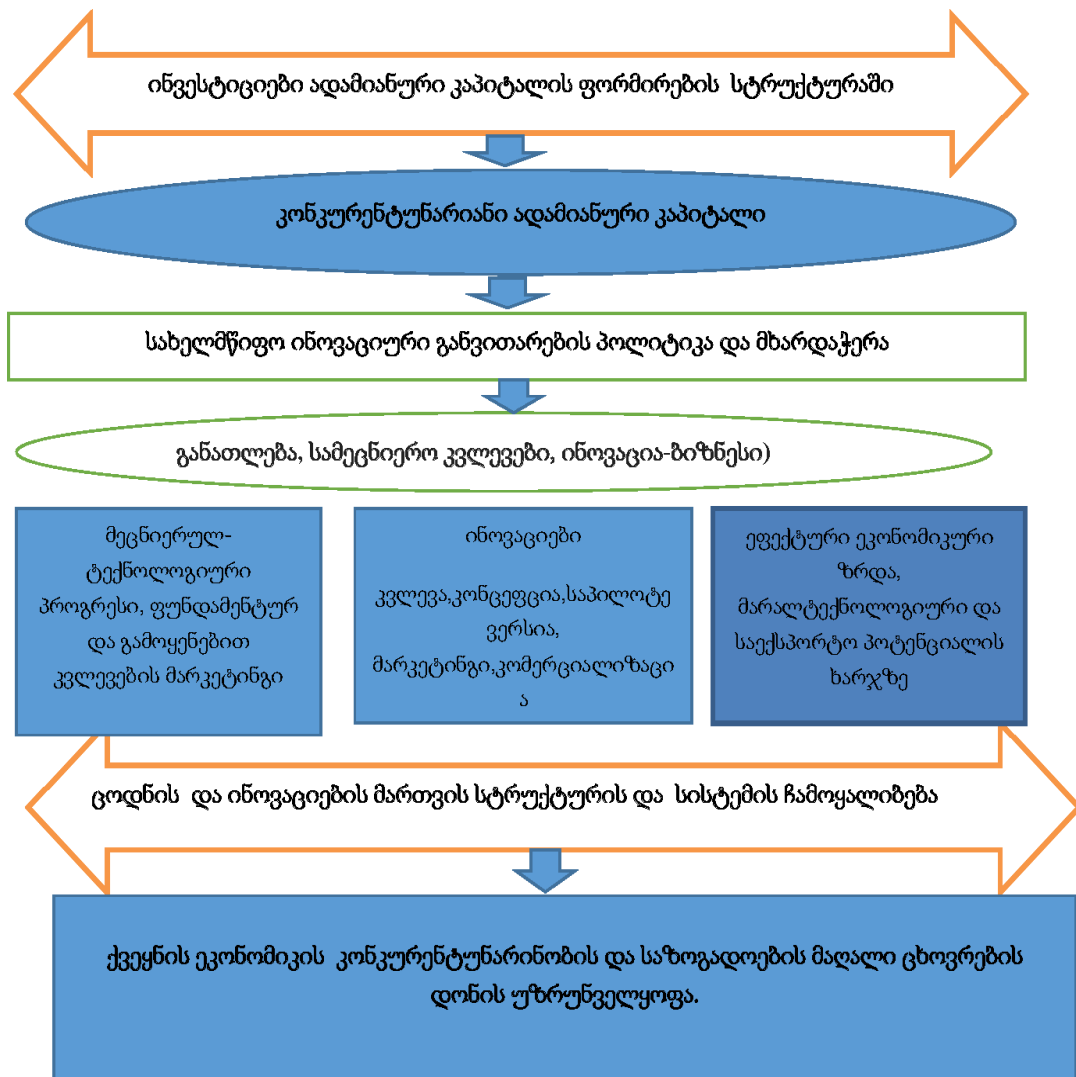 ინვესტიციები ადამიანური კაპიტალის ფორმირების სტრუქტურაში
კონკურენტუნარიანი ადამიანური კაპიტალი
სახელმწიფო ინოვაციური განვითარების პოლიტიკა და მხარდაჭერა
განათლება, სამეცნიერო კვლევები, ინოვაცია-ბიზნესი)
მეცნიერულ-
ტექნოლოგიური
პროგრესი, ფუნდამენტურ
და გამოყენებით
კვლევების მარკეტინგი
ინოვაციები
კვლევა,კონცეფცია,საპილოტე
ვერსია,
მარკეტინგი,კომერციალიზაცი
ა
ეფექტური ეკონომიკური
ზრდა,
მარალტექნოლოგიური და
საექსპორტო პოტენციალის
ხარჯზე
ცოდნის და ინოვაციების მართვის სტრუქტურის და სისტემის ჩამოყალიბება
ქვეყნის ეკონომიკის კონკურენტუნარინობის და საზოგადოების მაღალი ცხოვრების
დონის უზრუნველყოფა.